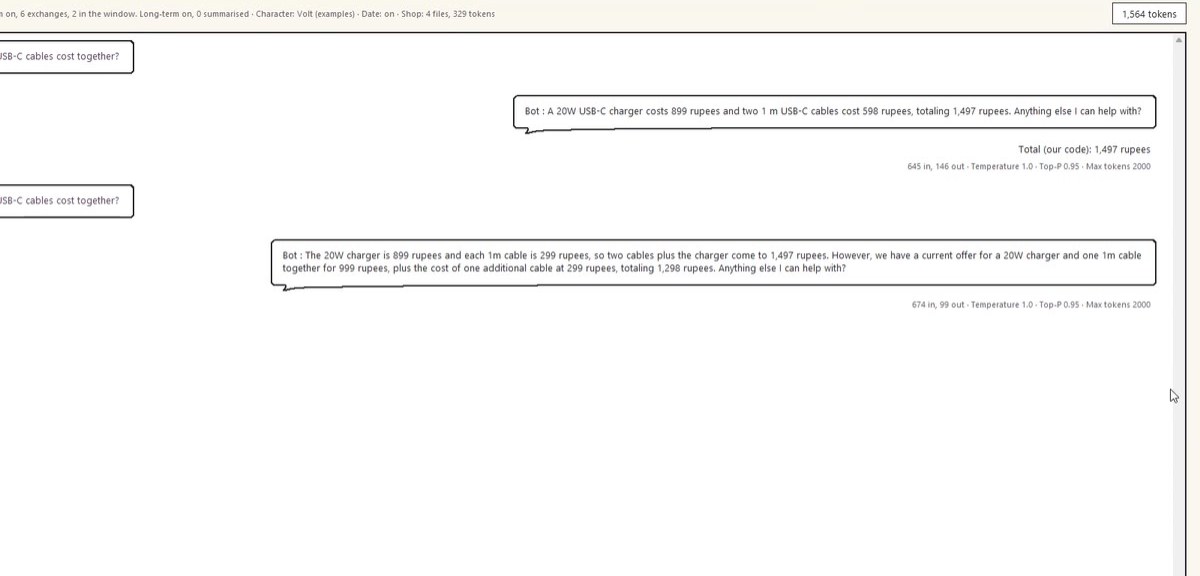 on, 6 exchanges, 2 in the window. Long-term on, 0 summarised · Character: Volt (examples) · Date: on · Shop: 4 files, 329 tokens
1,564 tokens
USB-C cables cost together?
Bot : A 20W USB-C charger costs 899 rupees and two 1 m USB-C cables cost 598 rupees, totaling 1,497 rupees. Anything else I can help with?
Total (our code): 1,497 rupees
645 in, 146 out · Temperature 1.0 · Top-P 0.95 · Max tokens 2000
USB-C cables cost together?
Bot : The 20W charger is 899 rupees and each 1m cable is 299 rupees, so two cables plus the charger come to 1,497 rupees. However, we have a current offer for a 20W charger and one 1m cable
together for 999 rupees, plus the cost of one additional cable at 299 rupees, totaling 1,298 rupees. Anything else I can help with?
674 in, 99 out · Temperature 1.0 · Top-P 0.95 · Max tokens 2000